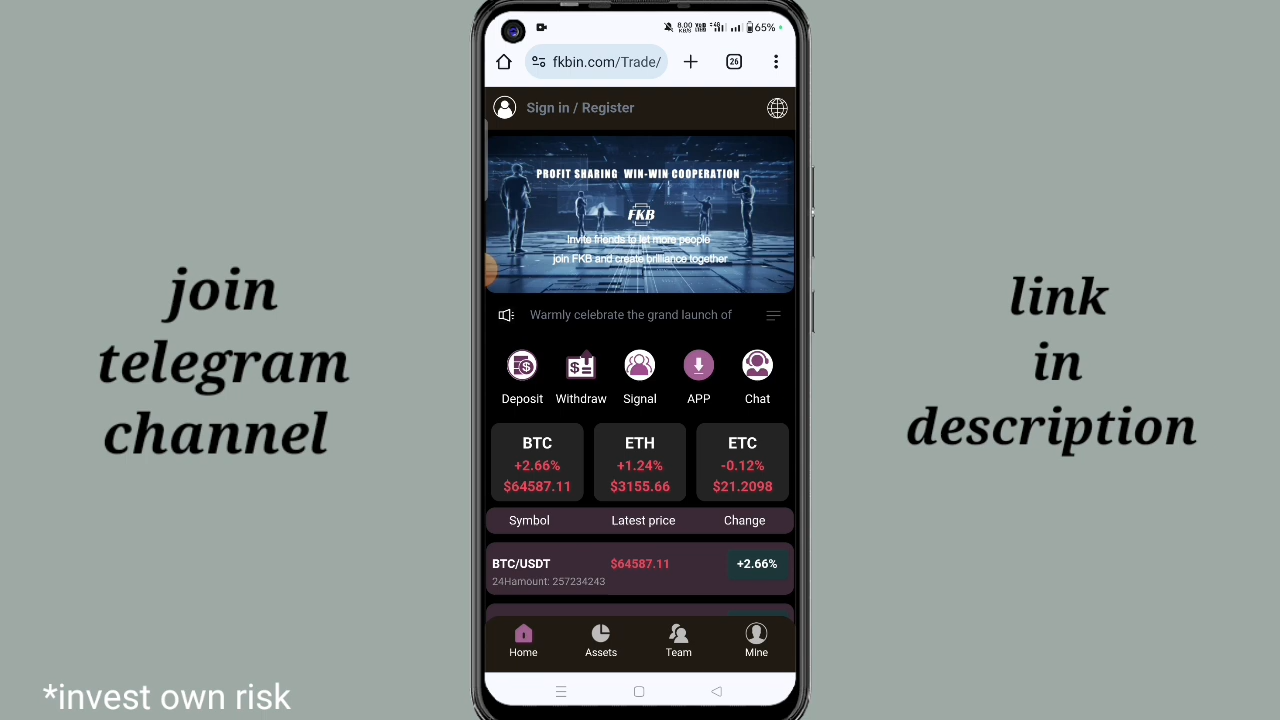 join
telegram
channel
8.00 KB/S
65%
fkbin.com/Trade/
26
Sign in / Register
PROFIT SHARING WIN-WIN COOPERATION
FKB
Invite friends to let more people
join FKB and create brilliance together
Warmly celebrate the grand launch of
Deposit Withdraw Signal APP Chat
BTC ETH ETC
+2.66% +1.24% -0.12%
$64587.11 $3155.66 $21.2098
Symbol Latest price Change
BTC/USDT $64587.11 +2.66%
24Hamount: 257234243
Home Assets Team Mine
link
in
description
*invest own risk